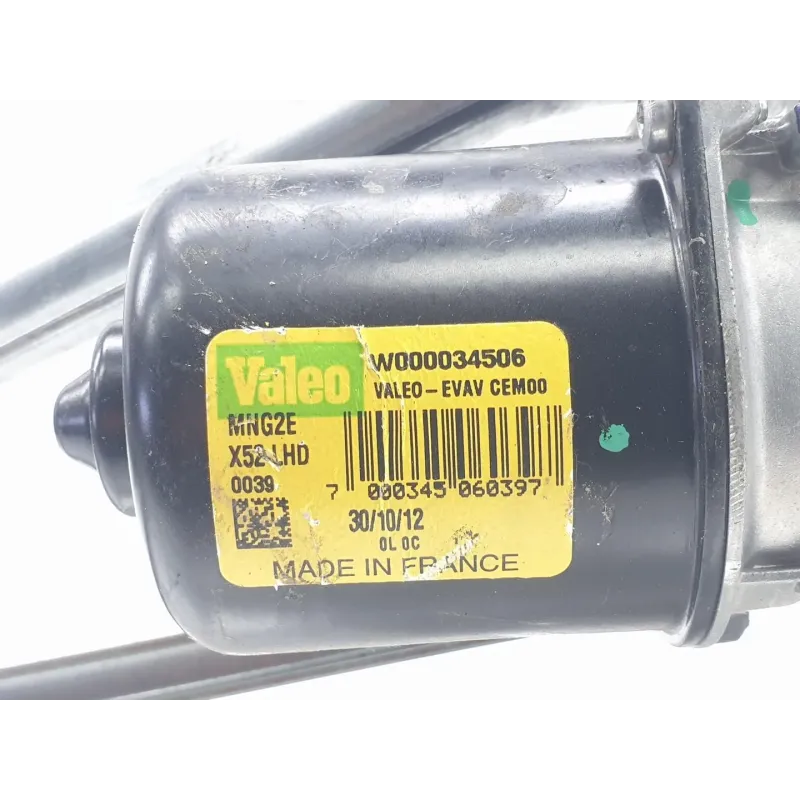 Valeo
W000034506
VALEO-EVAV CEM00
MNG2E
X52 LHD
0039
7 000345 060397
30/10/12
0L 0C
MADE IN FRANCE